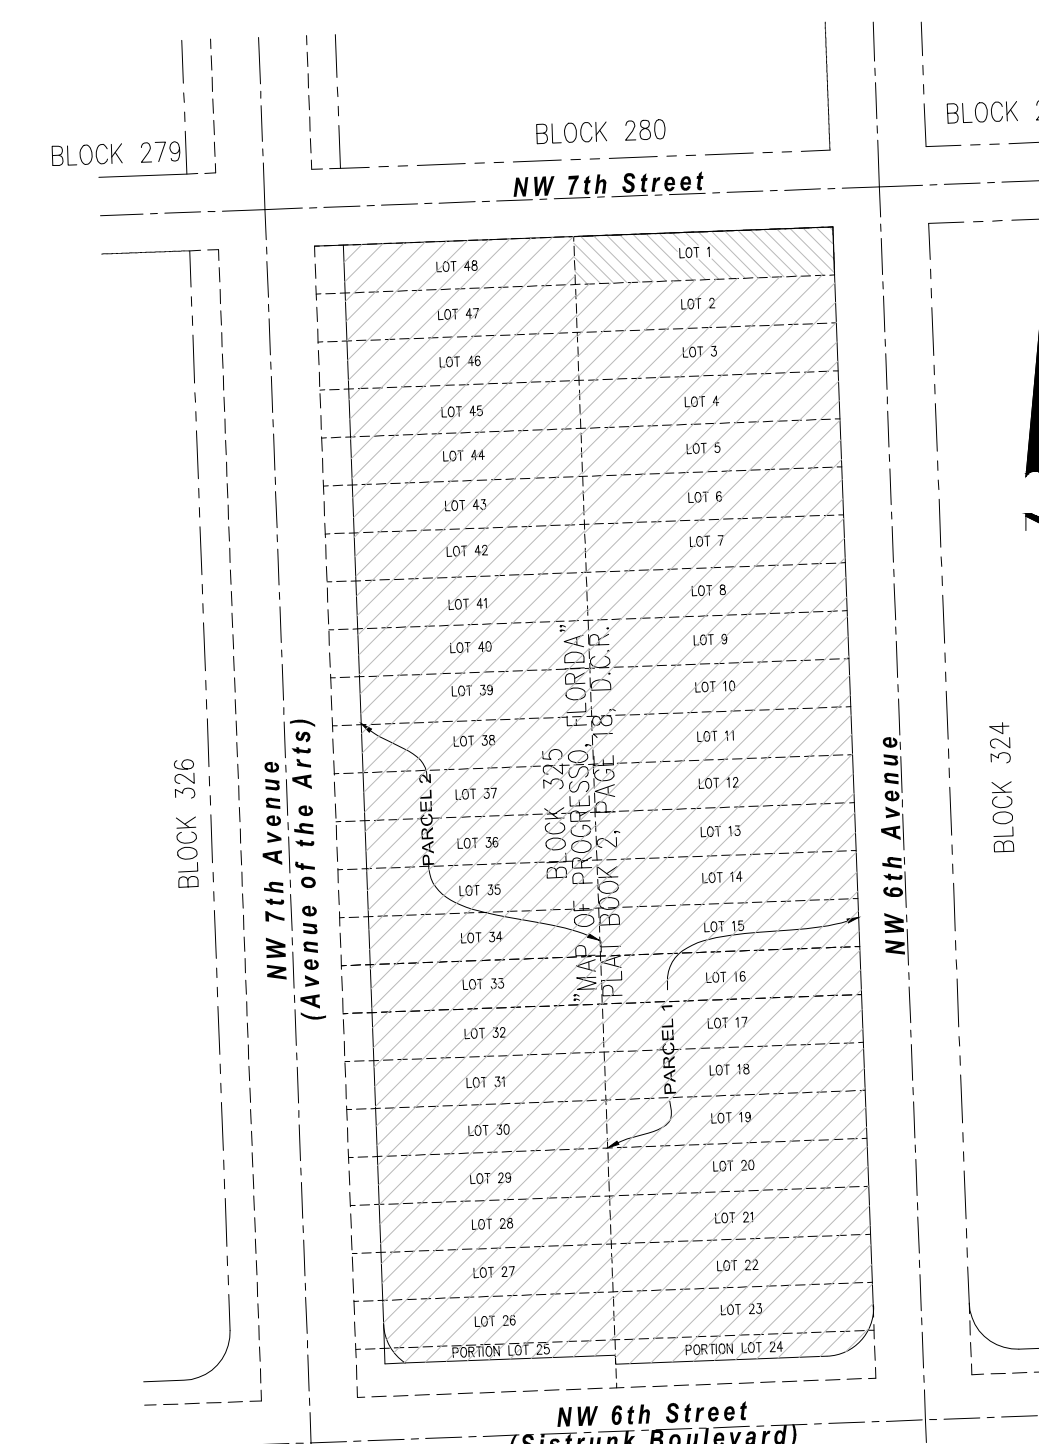 BLOCK 279
BLOCK 280
BLOCK
NW 7th Street
LOT 48
LOT 1
LOT 47
LOT 2
LOT 46
LOT 3
LOT 45
LOT 4
LOT 44
LOT 5
LOT 43
LOT 6
LOT 42
LOT 7
LOT 41
LOT 8
LOT 40
LOT 9
LOT 39
LOT 10
LOT 38
LOT 11
LOT 37
LOT 12
LOT 36
LOT 13
LOT 35
LOT 14
LOT 34
LOT 15
LOT 33
LOT 16
LOT 32
LOT 17
LOT 31
LOT 18
LOT 30
LOT 19
LOT 29
LOT 20
LOT 28
LOT 21
LOT 27
LOT 22
LOT 26
LOT 23
PORTION LOT 25
PORTION LOT 24
BLOCK 326
NW 7th Avenue
(Avenue of the Arts)
PARCEL 2
BLOCK 325
"MAP OF PROGRESSO, FLORIDA"
PLAT BOOK 2, PAGE 18, D.C.R.
PARCEL 1
NW 6th Avenue
BLOCK 324
NW 6th Street
(Sistrunk Boulevard)